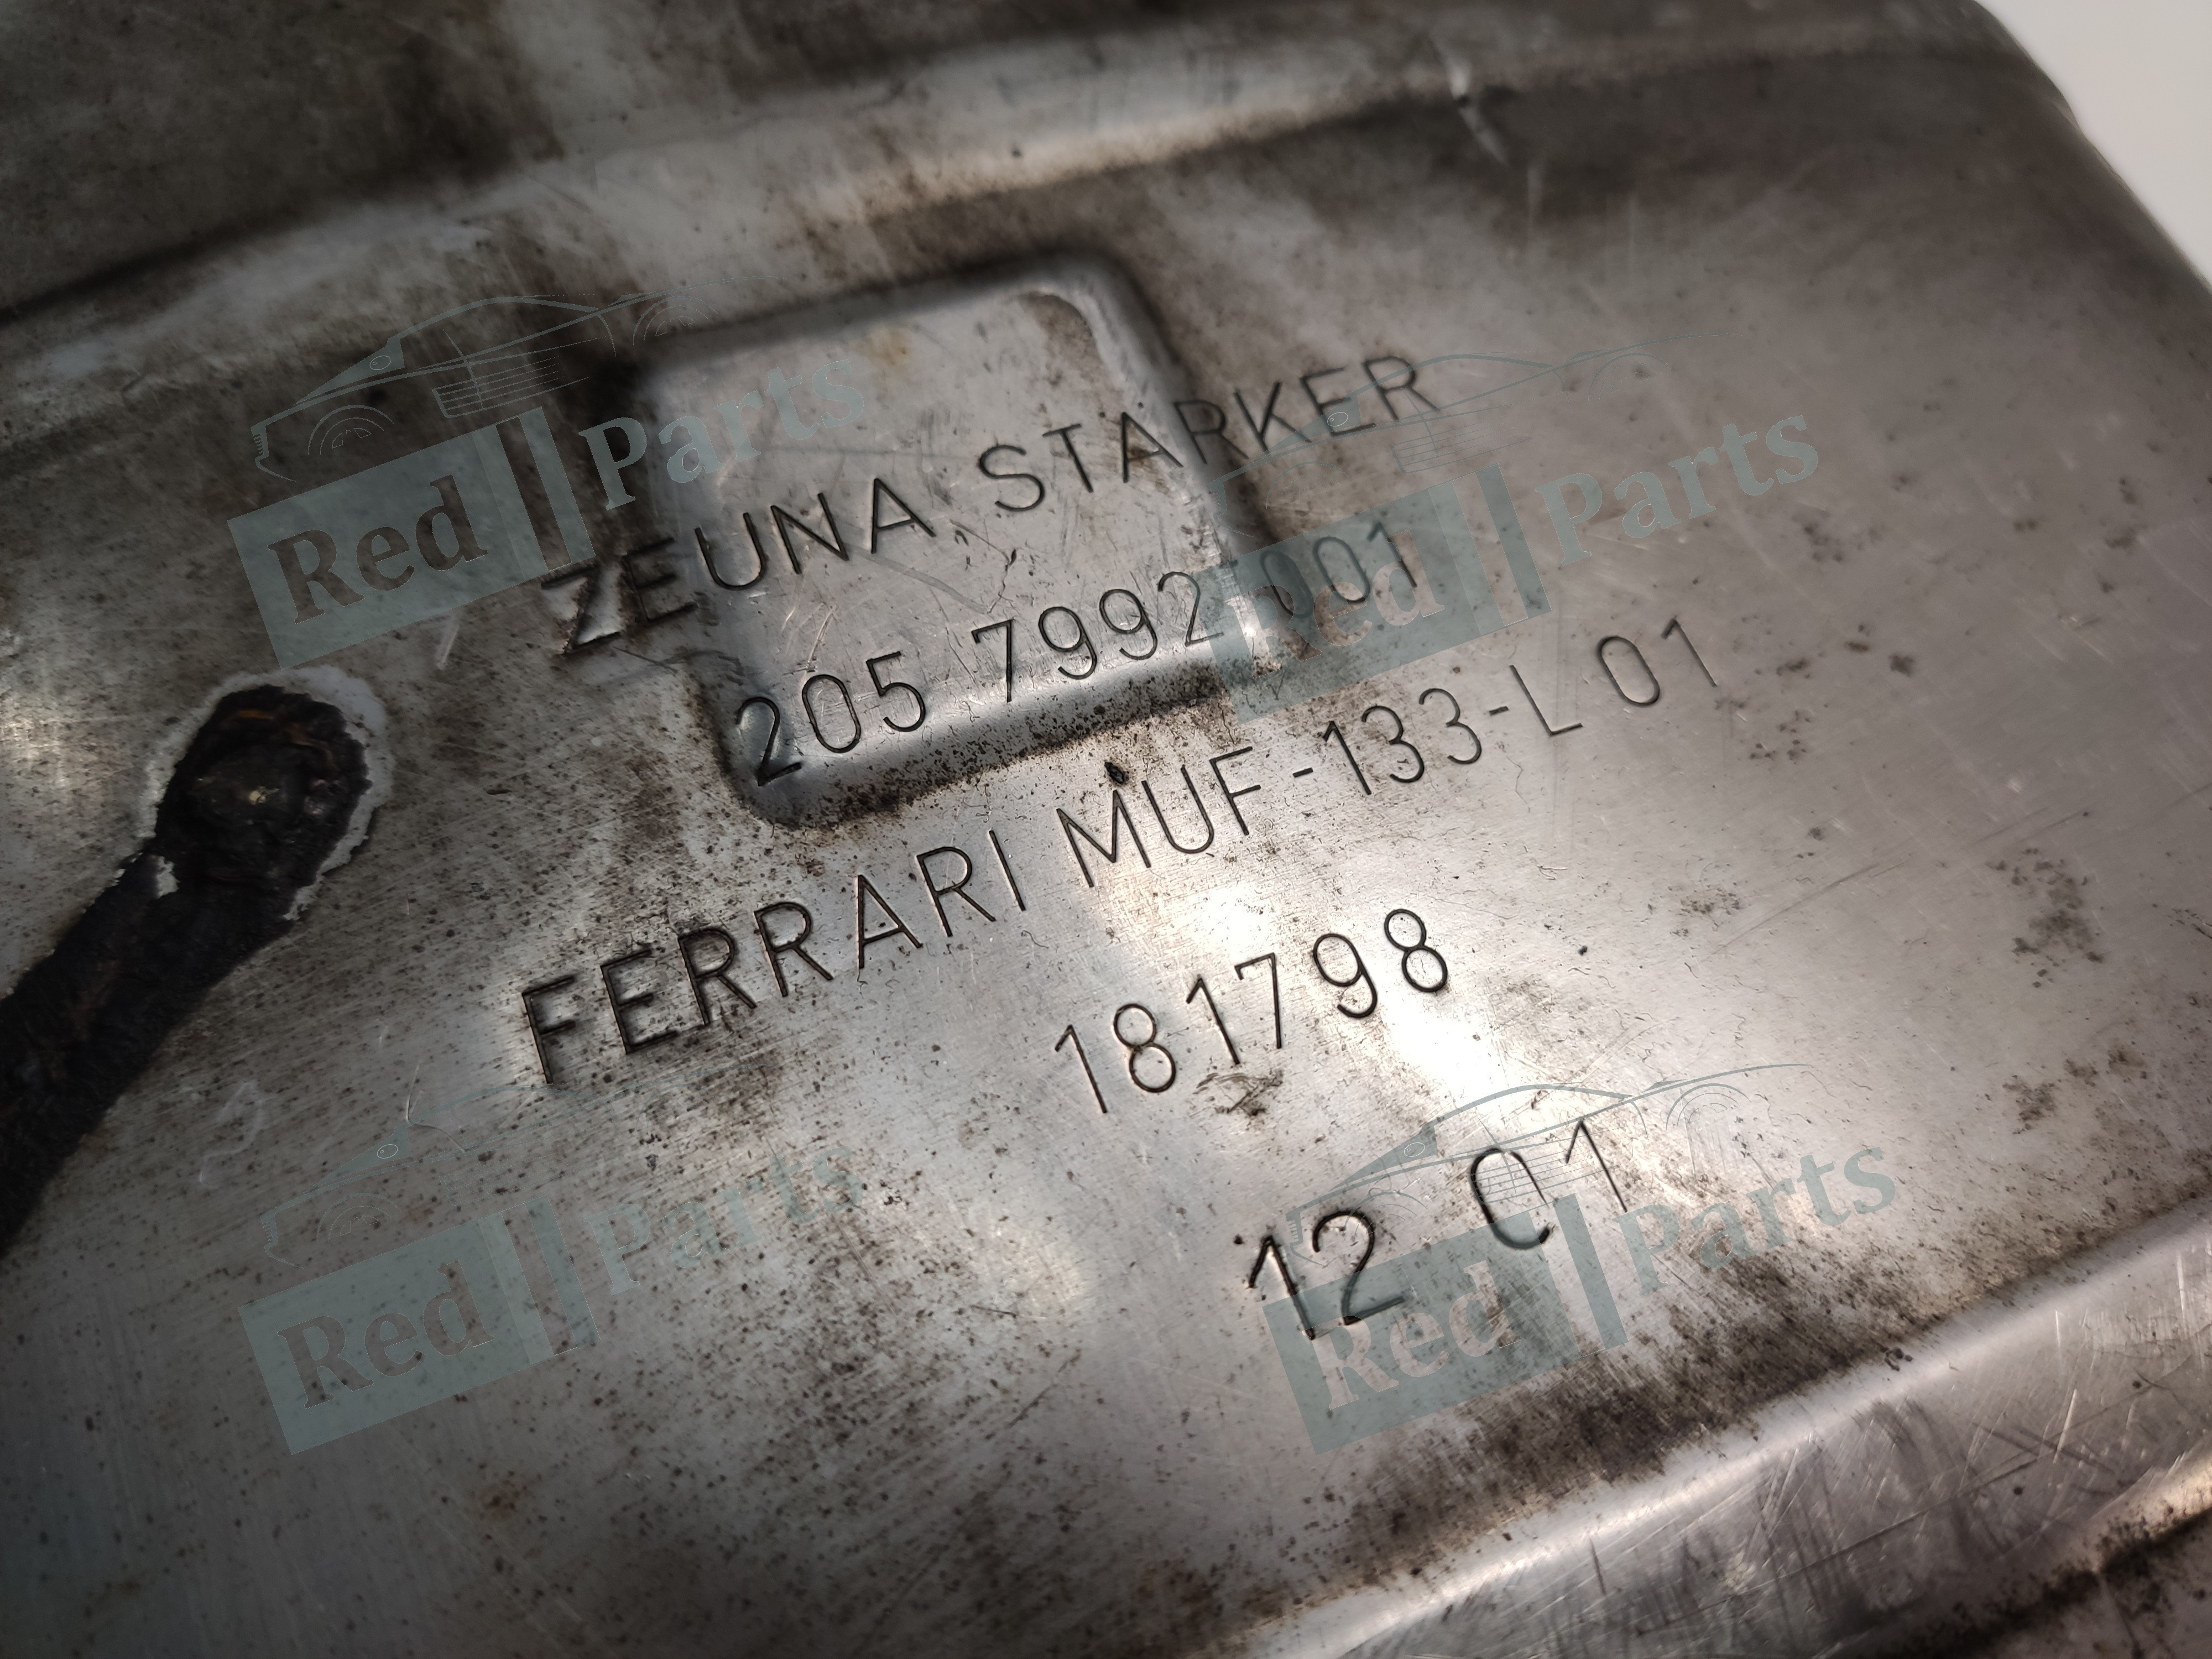 ZEUNA STARKER
205 7992 001
FERRARI MUF-133-L 01
181798
12 01
Red Parts
Red Parts
Red Parts
Red Parts